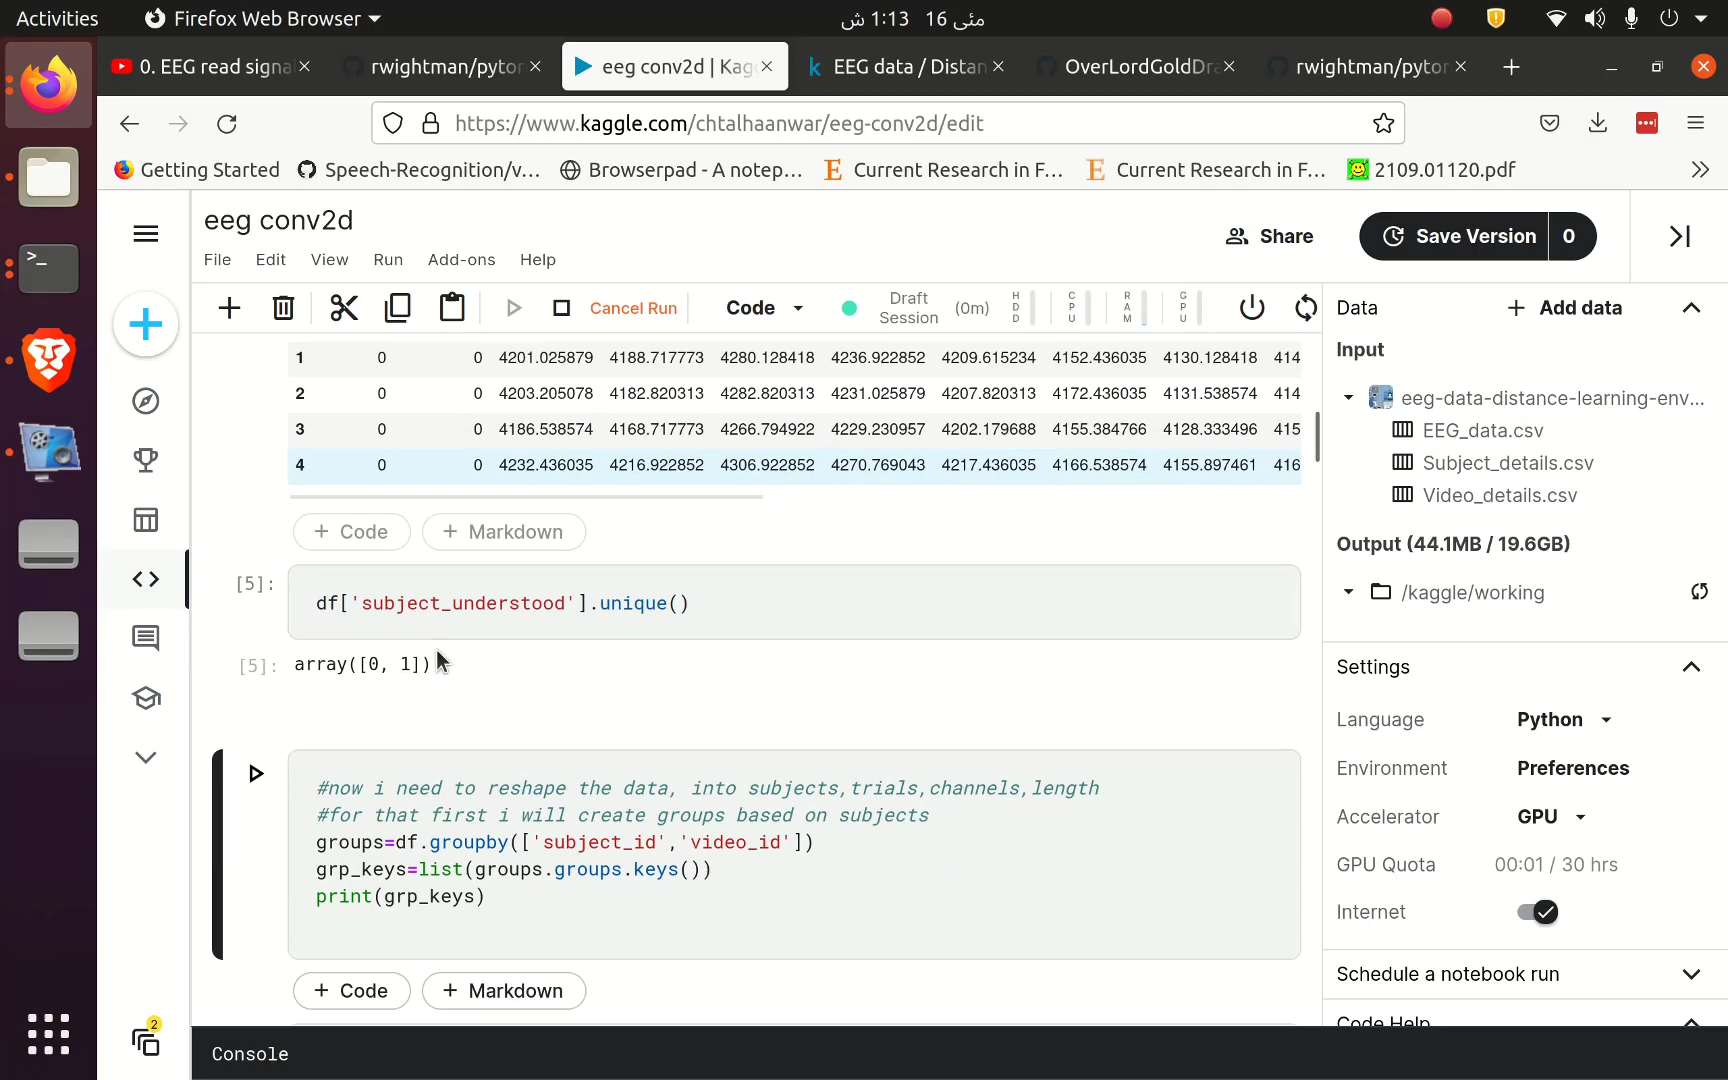 Activities
Firefox Web Browser
مئی 16  1:13 ش
0. EEG read signa
rwightman/pytor
eeg conv2d | Kag
EEG data / Distan
OverLordGoldDra
rwightman/pytor
https://www.kaggle.com/chtalhaanwar/eeg-conv2d/edit
Getting Started
Speech-Recognition/v...
Browserpad - A notep...
Current Research in F...
Current Research in F...
2109.01120.pdf
eeg conv2d
File Edit View Run Add-ons Help
Share
Save Version 0
Cancel Run
Code
Draft Session
(0m)
HDD
CPU
RAM
GPU
1 0 0 4201.025879 4188.717773 4280.128418 4236.922852 4209.615234 4152.436035 4130.128418 414
2 0 0 4203.205078 4182.820313 4282.820313 4231.025879 4207.820313 4172.436035 4131.538574 414
3 0 0 4186.538574 4168.717773 4266.794922 4229.230957 4202.179688 4155.384766 4128.333496 415
4 0 0 4232.436035 4216.922852 4306.922852 4270.769043 4217.436035 4166.538574 4155.897461 416
+ Code
+ Markdown
[5]:
df['subject_understood'].unique()
[5]: array([0, 1])
#now i need to reshape the data, into subjects,trials,channels,length
#for that first i will create groups based on subjects
groups=df.groupby(['subject_id','video_id'])
grp_keys=list(groups.groups.keys())
print(grp_keys)
+ Code
+ Markdown
Console
2
Data
+ Add data
Input
eeg-data-distance-learning-env...
EEG_data.csv
Subject_details.csv
Video_details.csv
Output (44.1MB / 19.6GB)
/kaggle/working
Settings
Language Python
Environment Preferences
Accelerator GPU
GPU Quota 00:01 / 30 hrs
Internet
Schedule a notebook run
Code Help